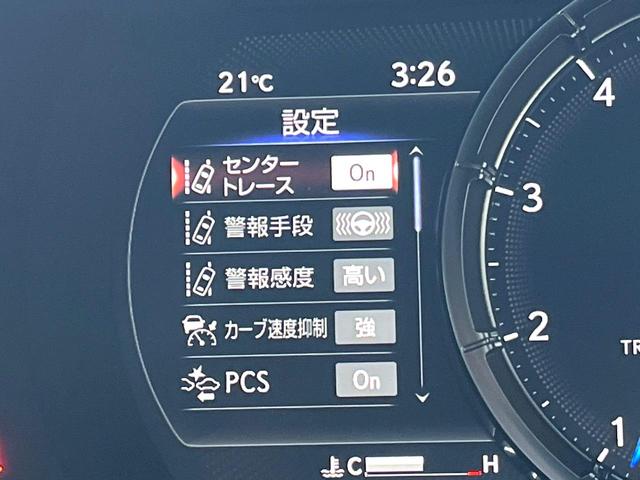 21℃ 3:26
設定
センター
トレース On
警報手段
警報感度 高い
カーブ速度抑制 強
PCS On
C H
4
3
2
TR
1